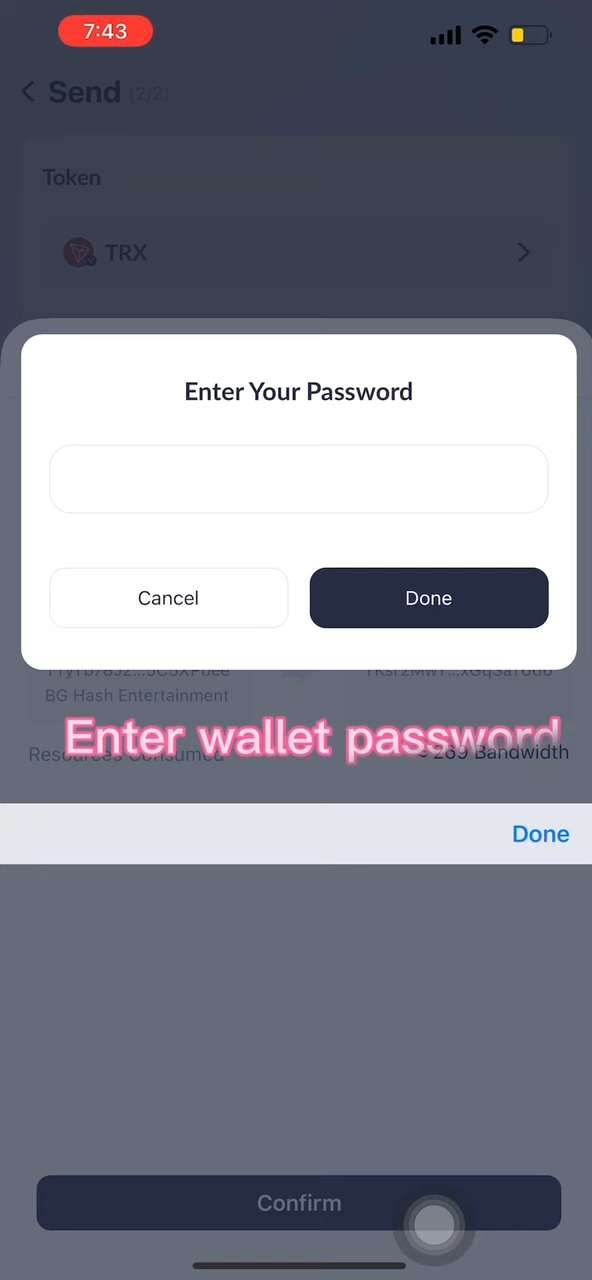 7:43
Send (2/2)
Token
TRX
Enter Your Password
Cancel
Done
BG Hash Entertainment
Enter wallet password
Resources Consumed
≈ 269 Bandwidth
Done
Confirm